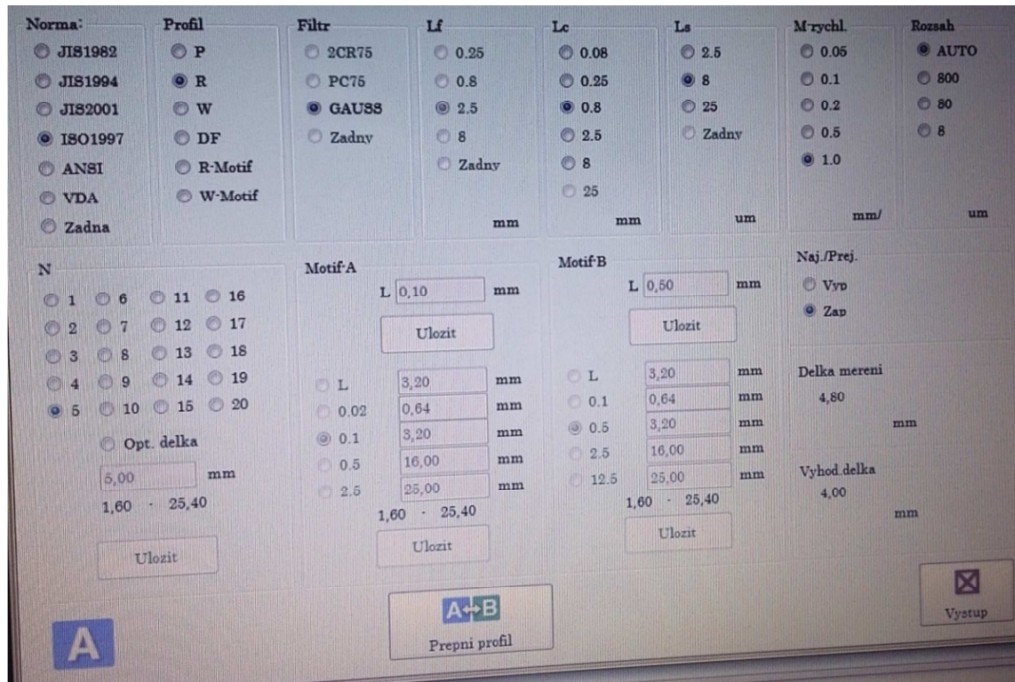 Norma:
JIS1982
JIS1994
JIS2001
ISO1997
ANSI
VDA
Zadna
Profil
P
R
W
DF
R-Motif
W-Motif
Filtr
2CR75
PC75
GAUSS
Zadny
Lf
0.25
0.8
2.5
8
Zadny
mm
Lc
0.08
0.25
0.8
2.5
8
25
mm
Ls
2.5
8
25
Zadny
um
M-rychl.
0.05
0.1
0.2
0.5
1.0
mm/
Rozsah
AUTO
800
80
8
um
N
1 6 11 16
2 7 12 17
3 8 13 18
4 9 14 19
5 10 15 20
Opt. delka
5,00 mm
1,60 - 25,40
Ulozit
Motif-A
L 0,10 mm
Ulozit
L 3,20 mm
0.02 0,64 mm
0.1 3,20 mm
0.5 16,00 mm
2.5 25,00 mm
1,60 - 25,40
Ulozit
Motif-B
L 0,50 mm
Ulozit
L 3,20 mm
0.1 0,64 mm
0.5 3,20 mm
2.5 16,00 mm
12.5 25,00 mm
1,60 - 25,40
Ulozit
Naj./Prej.
Vyp
Zap
Delka mereni
4,80
mm
Vyhod.delka
4,00
mm
A
A B
Prepni profil
Vystup